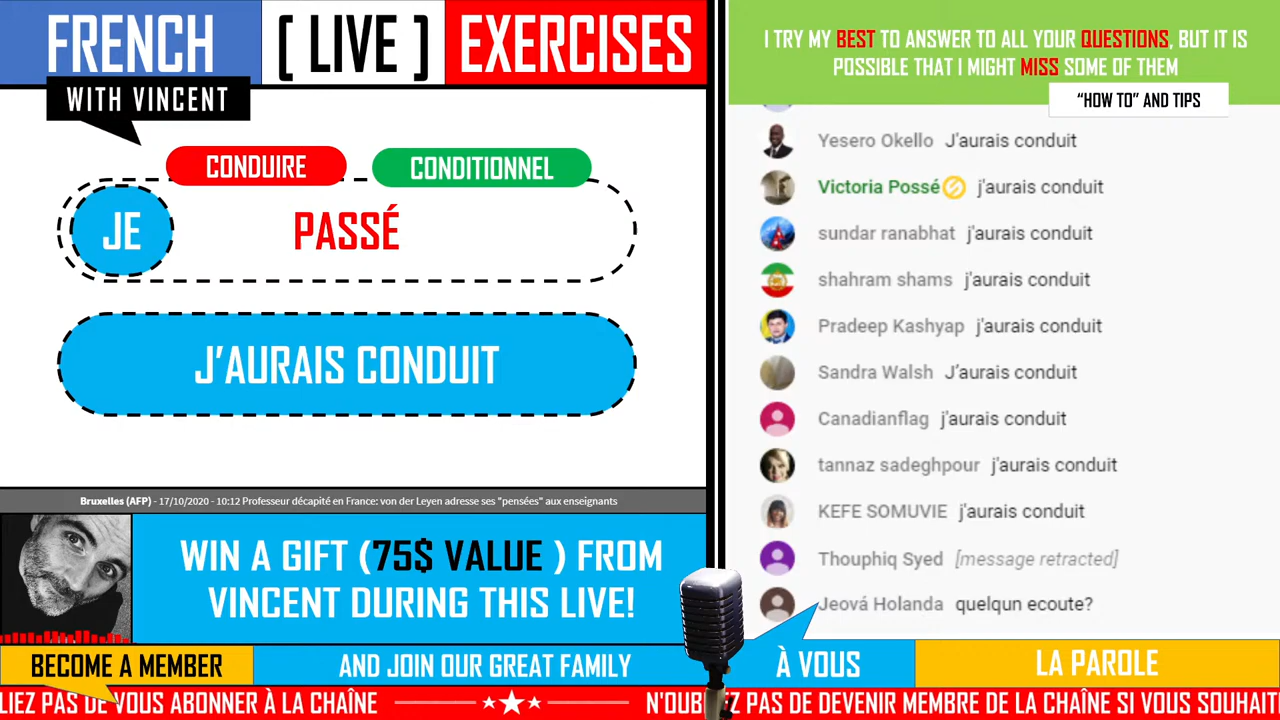 FRENCH [ LIVE ] EXERCISES
WITH VINCENT
CONDUIRE CONDITIONNEL
JE PASSÉ
J'AURAIS CONDUIT
Bruxelles (AFP) - 17/10/2020 - 10:12 Professeur décapité en France: von der Leyen adresse ses "pensées" aux enseignants
WIN A GIFT (75$ VALUE ) FROM
VINCENT DURING THIS LIVE!
BECOME A MEMBER AND JOIN OUR GREAT FAMILY
I TRY MY BEST TO ANSWER TO ALL YOUR QUESTIONS, BUT IT IS
POSSIBLE THAT I MIGHT MISS SOME OF THEM
“HOW TO” AND TIPS
Yesero Okello J'aurais conduit
Victoria Possé j'aurais conduit
sundar ranabhat j'aurais conduit
shahram shams j'aurais conduit
Pradeep Kashyap j'aurais conduit
Sandra Walsh J'aurais conduit
Canadianflag j'aurais conduit
tannaz sadeghpour j'aurais conduit
KEFE SOMUVIE j'aurais conduit
Thouphiq Syed [message retracted]
Jeová Holanda quelqun ecoute?
À VOUS LA PAROLE
LIEZ PAS DE VOUS ABONNER À LA CHAÎNE N'OUBLIEZ PAS DE DEVENIR MEMBRE DE LA CHAÎNE SI VOUS SOUHAIT